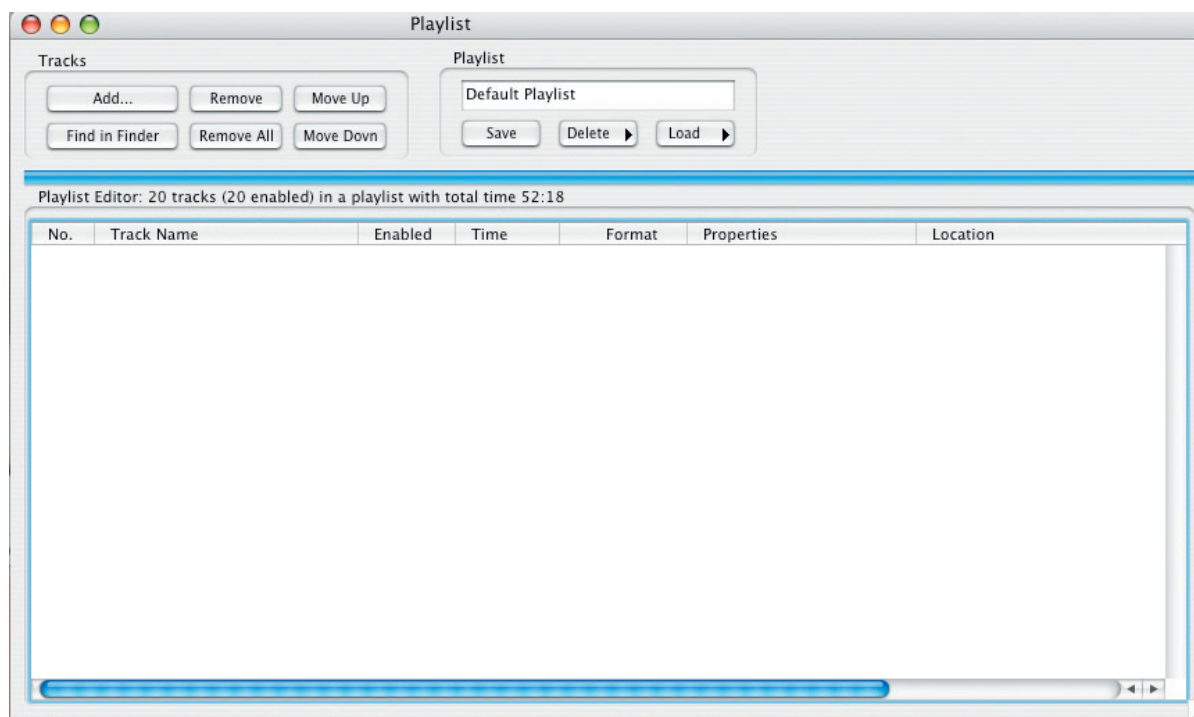 Playlist
Tracks
Playlist
Add... Remove Move Up
Default Playlist
Find in Finder Remove All Move Dovn
Save Delete Load
Playlist Editor: 20 tracks (20 enabled) in a playlist with total time 52:18
No. Track Name Enabled Time Format Properties Location